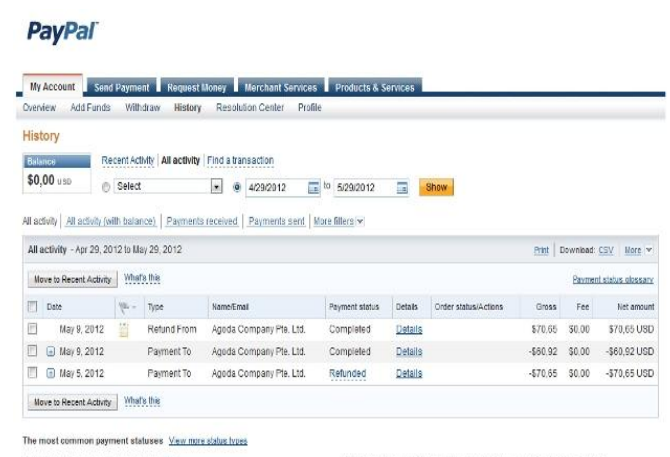 PayPal
My Account Send Payment Request Money Merchant Services Products & Services
Overview Add Funds Withdraw History Resolution Center Profile
History
Balance
$0,00 USD
Recent Activity All activity Find a transaction
Select 4/29/2012 to 5/29/2012 Show
All activity All activity (with balance) Payments received Payments sent More filters
All activity - Apr 29, 2012 to May 29, 2012 Print Download: CSV More
Move to Recent Activity What's this Payment status glossary
Date Type Name/Email Payment status Details Order status/Actions Gross Fee Net amount
May 9, 2012 Refund From Agoda Company Pte. Ltd. Completed Details $70,65 $0.00 $70,65 USD
May 9, 2012 Payment To Agoda Company Pte. Ltd. Completed Details -$60,92 $0.00 -$60,92 USD
May 5, 2012 Payment To Agoda Company Pte. Ltd. Refunded Details -$70,65 $0.00 -$70,65 USD
Move to Recent Activity What's this
The most common payment statuses View more status types